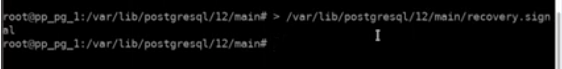 root@pp_pg_1:/var/lib/postgresql/12/main# > /var/lib/postgresql/12/main/recovery.sign
al
root@pp_pg_1:/var/lib/postgresql/12/main#